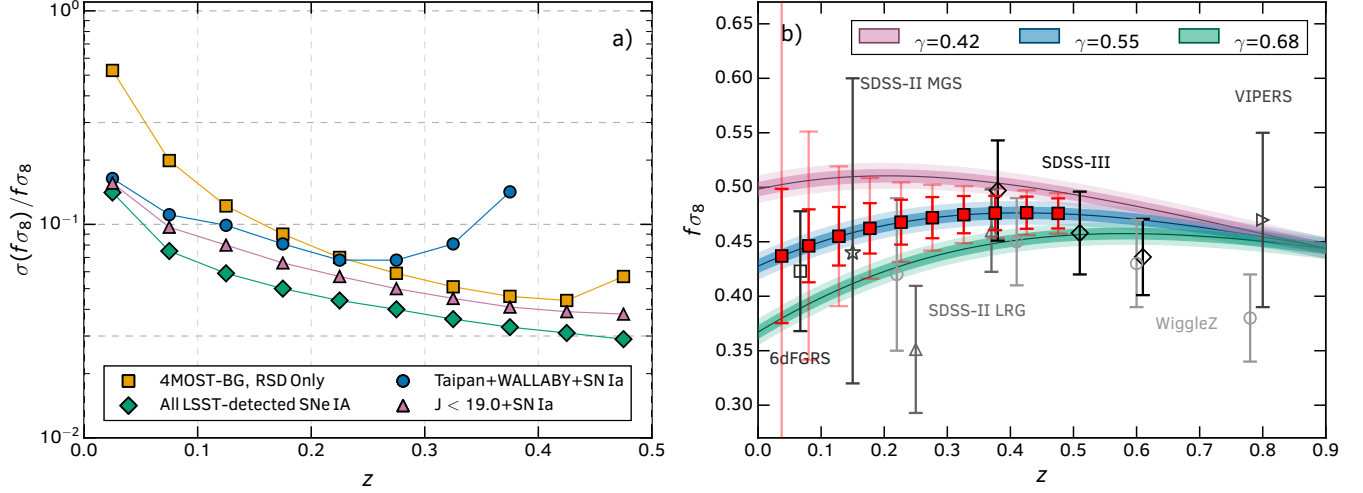 a)
σ(fσ₈)/fσ₈
10⁰
10⁻¹
10⁻²
4MOST-BG, RSD Only
All LSST-detected SNe IA
Taipan+WALLABY+SN Ia
J < 19.0+SN Ia
0.0 0.1 0.2 0.3 0.4 0.5
z
b)
γ=0.42 γ=0.55 γ=0.68
fσ₈
0.65
0.60
0.55
0.50
0.45
0.40
0.35
0.30
SDSS-II MGS
VIPERS
SDSS-III
SDSS-II LRG
WiggleZ
6dFGRS
0.0 0.1 0.2 0.3 0.4 0.5 0.6 0.7 0.8 0.9
z